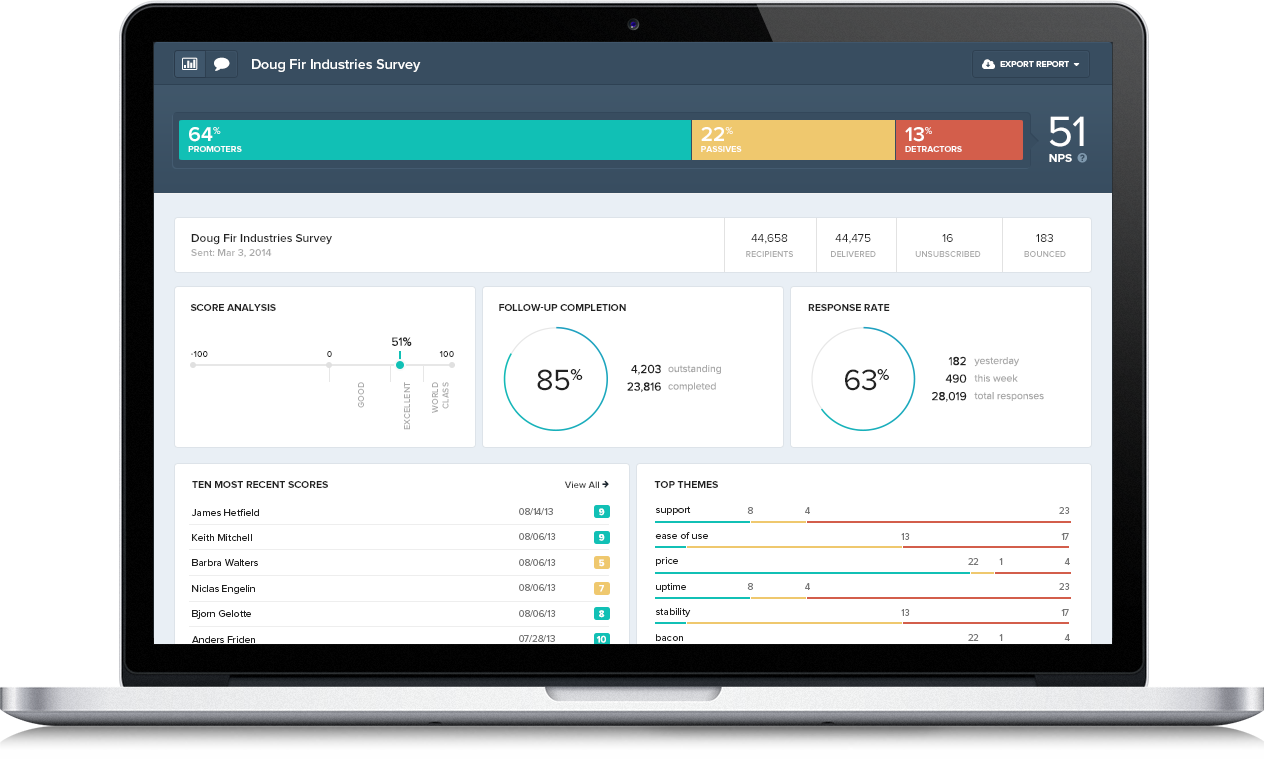 Doug Fir Industries Survey
EXPORT REPORT
64%
PROMOTERS
22%
PASSIVES
13%
DETRACTORS
51
NPS ?
Doug Fir Industries Survey
Sent: Mar 3, 2014
44,658
RECIPIENTS
44,475
DELIVERED
16
UNSUBSCRIBED
183
BOUNCED
SCORE ANALYSIS
51%
-100 0 100
GOOD
EXCELLENT
WORLD
CLASS
FOLLOW-UP COMPLETION
85%
4,203 outstanding
23,816 completed
RESPONSE RATE
63%
182 yesterday
490 this week
28,019 total responses
TEN MOST RECENT SCORES View All
James Hetfield 08/14/13 9
Keith Mitchell 08/06/13 9
Barbra Walters 08/06/13 5
Niclas Engelin 08/06/13 7
Bjorn Gelotte 08/06/13 8
Anders Friden 07/28/13 10
TOP THEMES
support 8 4 23
ease of use 13 17
price 22 1 4
uptime 8 4 23
stability 13 17
bacon 22 1 4